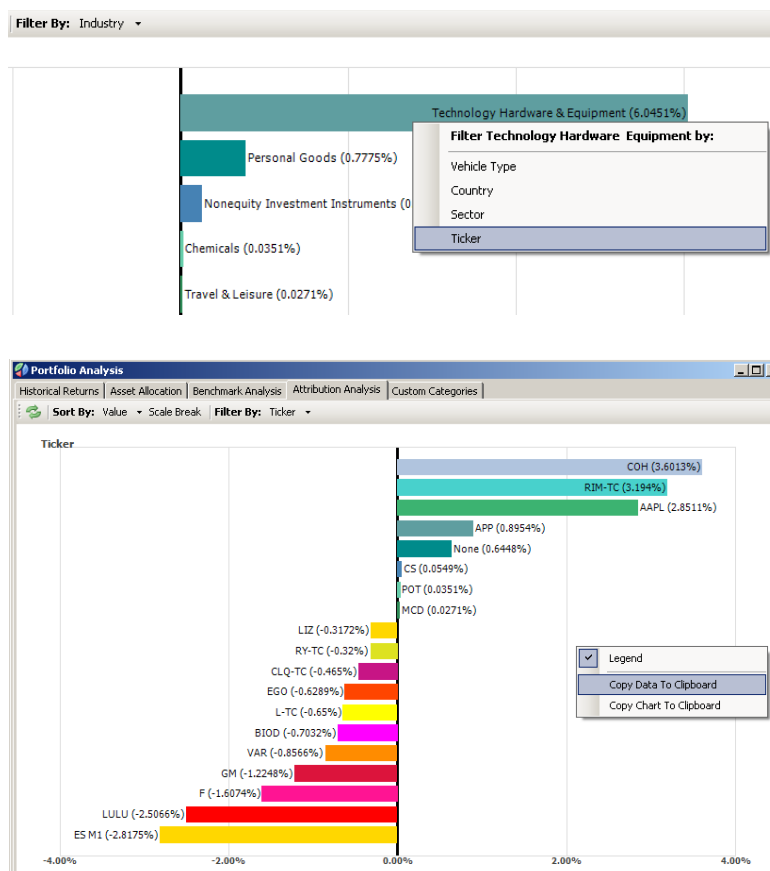 Filter By: Industry
Technology Hardware & Equipment (6.0451%)
Filter Technology Hardware Equipment by:
Personal Goods (0.7775%)
Vehicle Type
Country
Nonequity Investment Instruments (0
Sector
Ticker
Chemicals (0.0351%)
Travel & Leisure (0.0271%)
Portfolio Analysis
Historical Returns Asset Allocation Benchmark Analysis Attribution Analysis Custom Categories
Sort By: Value Scale Break Filter By: Ticker
Ticker
COH (3.6013%)
RIM-TC (3.194%)
AAPL (2.8511%)
APP (0.8954%)
None (0.6448%)
CS (0.0549%)
POT (0.0351%)
MCD (0.0271%)
LIZ (-0.3172%)
RY-TC (-0.32%)
CLQ-TC (-0.465%)
EGO (-0.6289%)
L-TC (-0.65%)
BIOD (-0.7032%)
VAR (-0.8566%)
GM (-1.2248%)
F (-1.6074%)
LULU (-2.5066%)
ES M1 (-2.8175%)
Legend
Copy Data To Clipboard
Copy Chart To Clipboard
-4.00% -2.00% 0.00% 2.00% 4.00%